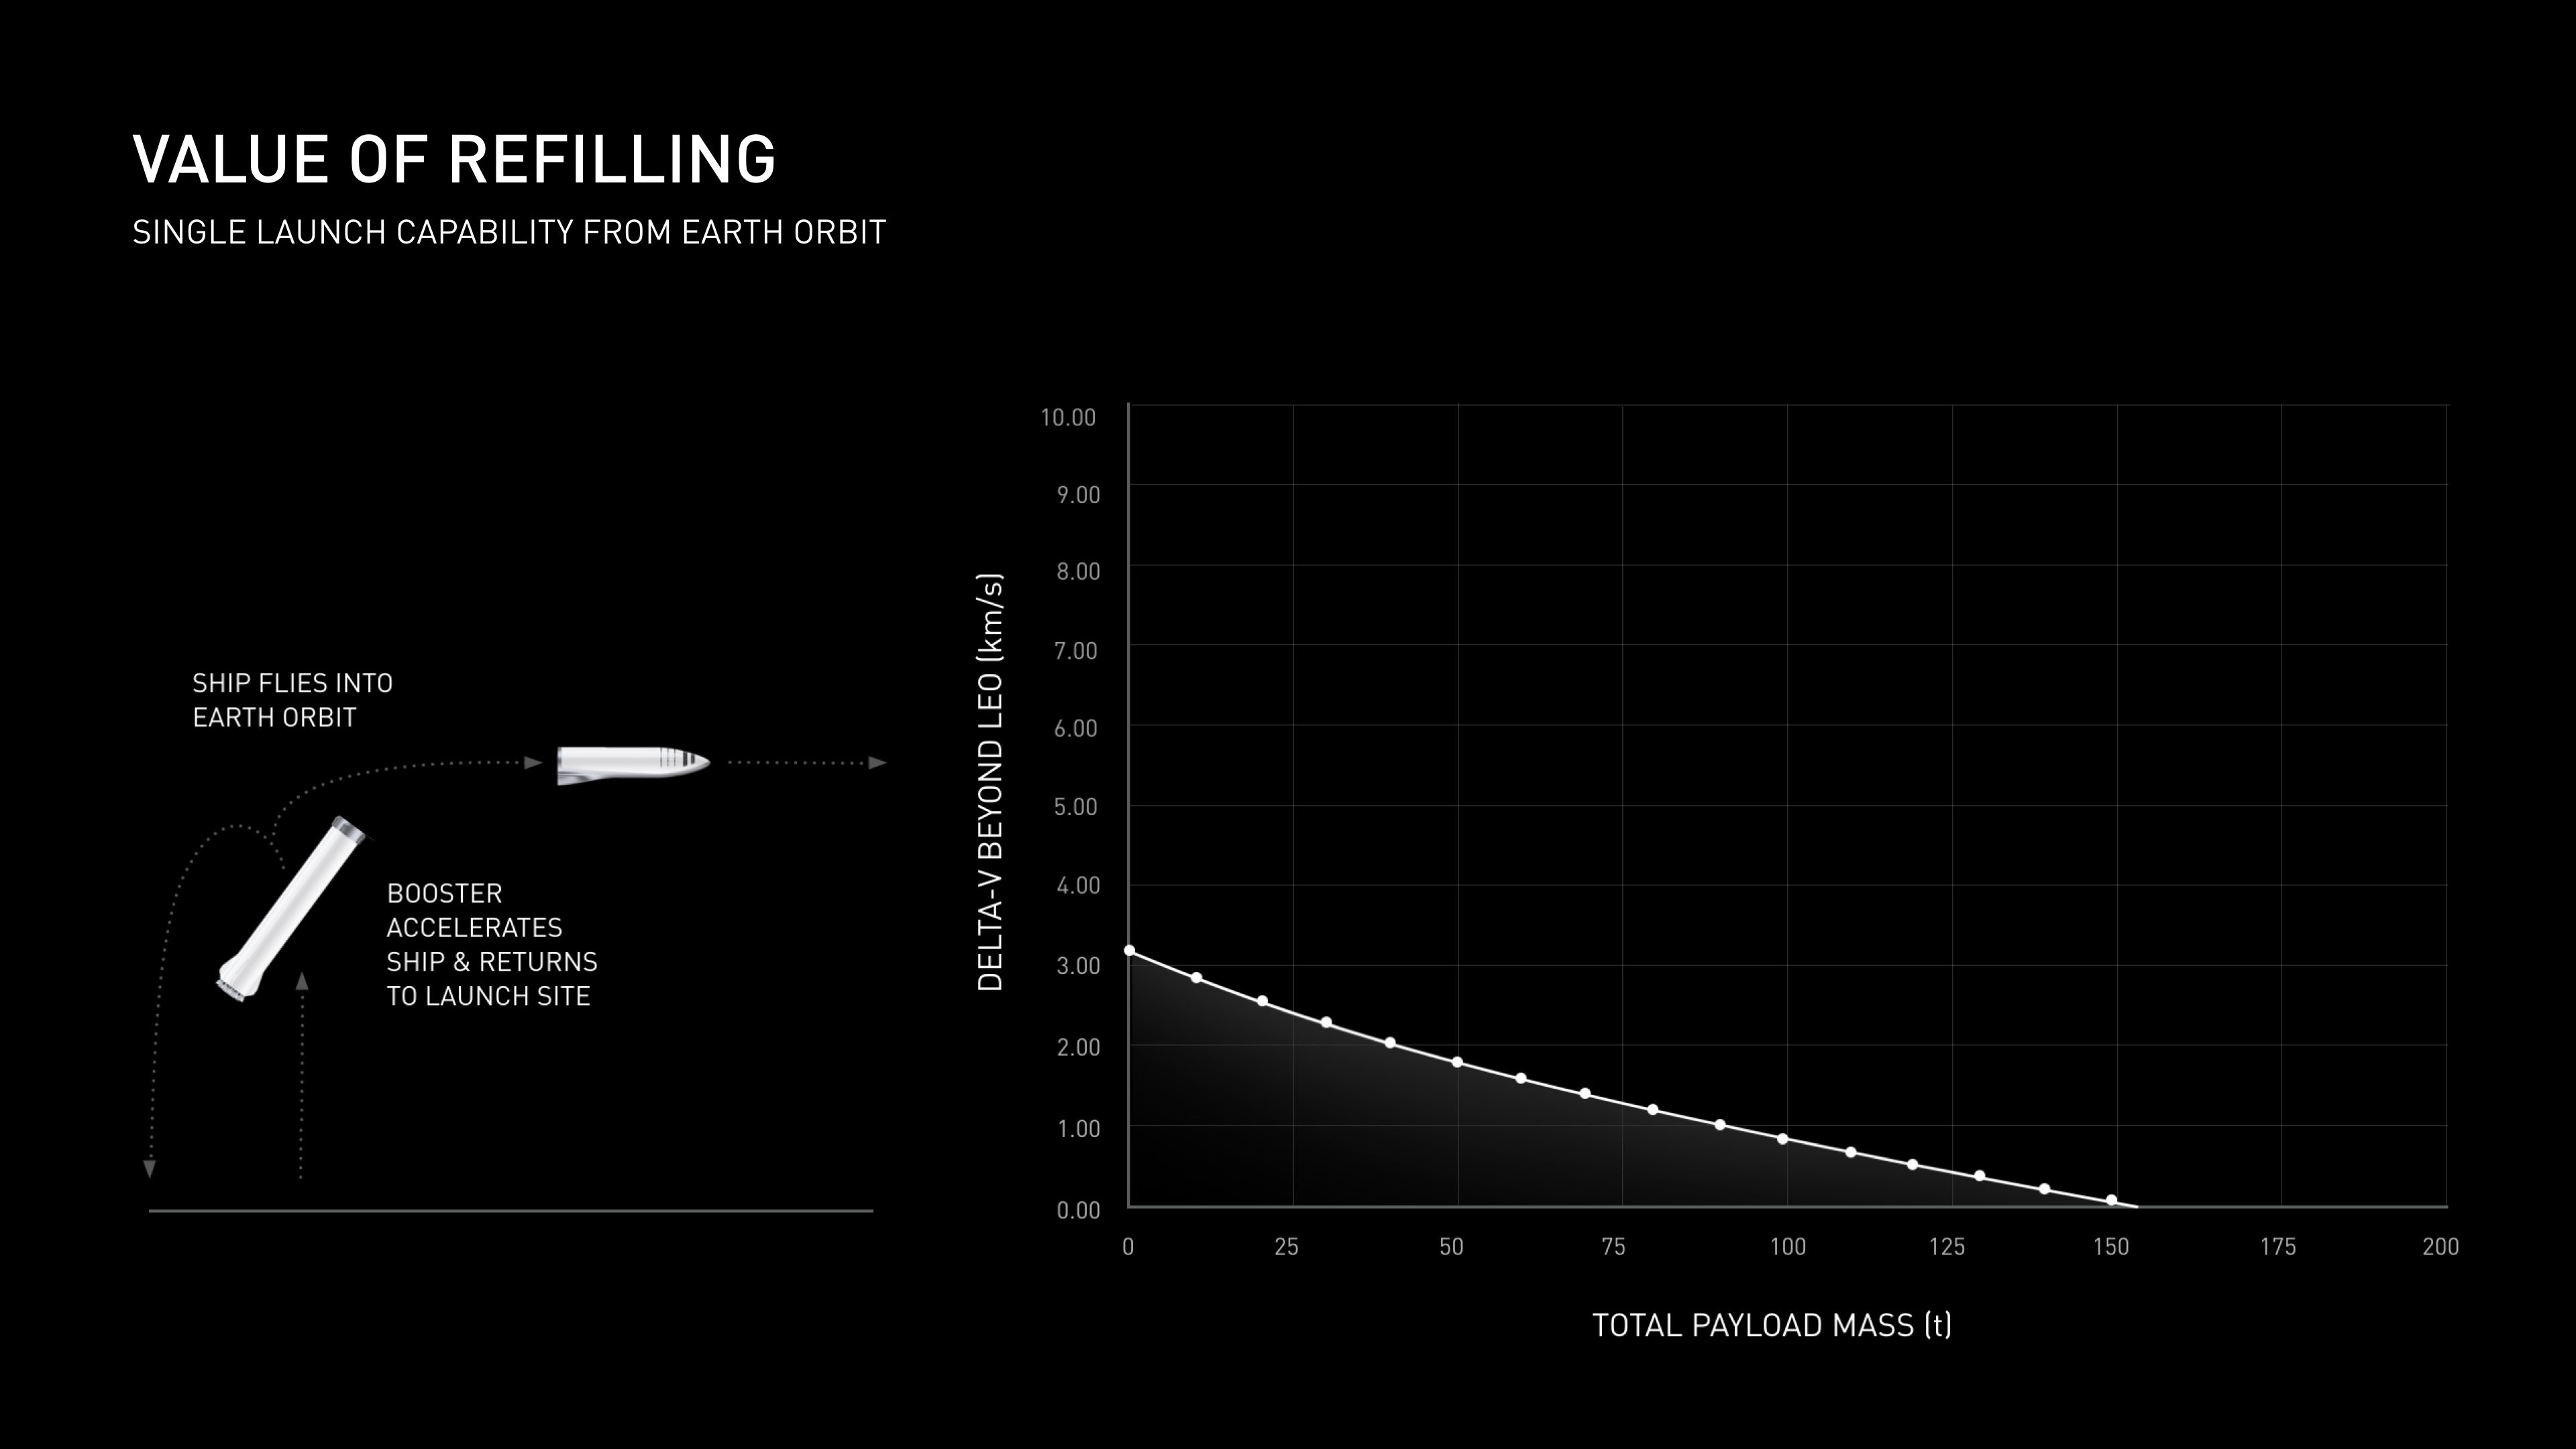 VALUE OF REFILLING
SINGLE LAUNCH CAPABILITY FROM EARTH ORBIT
SHIP FLIES INTO
EARTH ORBIT
BOOSTER
ACCELERATES
SHIP & RETURNS
TO LAUNCH SITE
DELTA-V BEYOND LEO (km/s)
10.00
9.00
8.00
7.00
6.00
5.00
4.00
3.00
2.00
1.00
0.00
0 25 50 75 100 125 150 175 200
TOTAL PAYLOAD MASS (t)